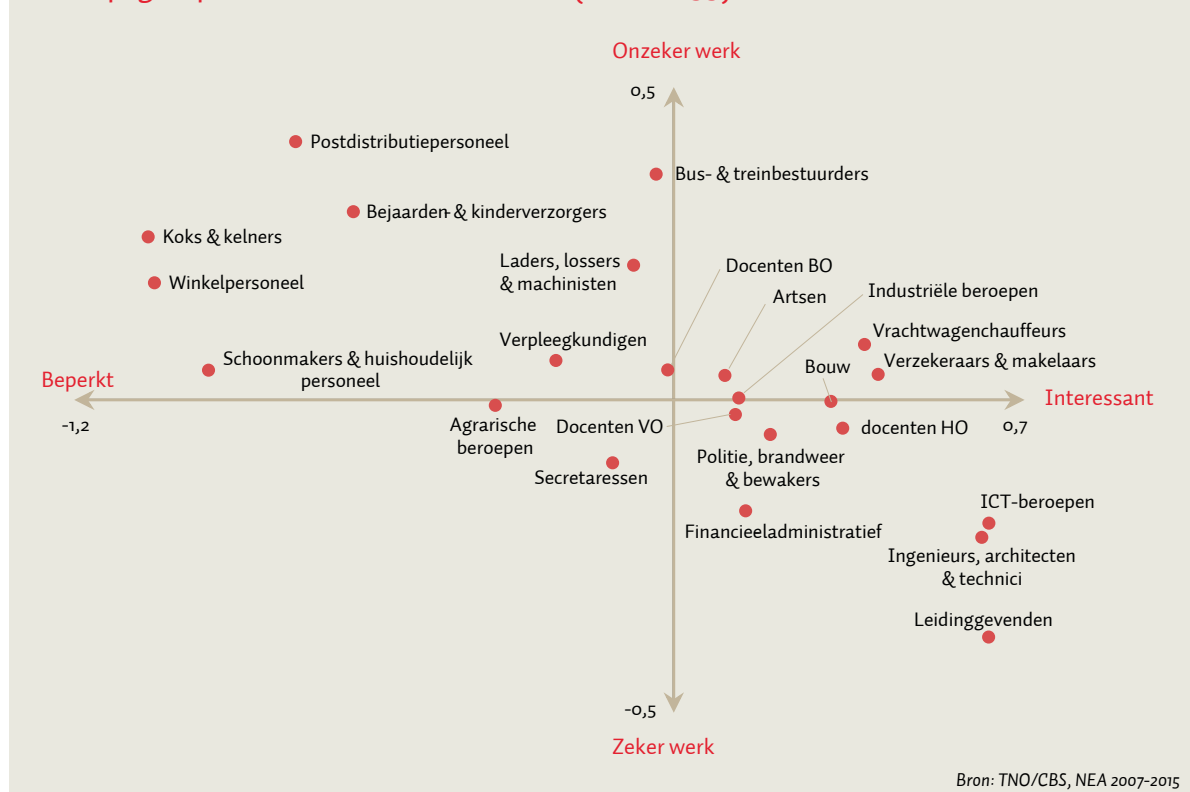 Onzeker werk
0,5
Postdistributiepersoneel
Bus- & treinbestuurders
Bejaarden- & kinderverzorgers
Koks & kelners
Laders, lossers
& machinisten
Docenten BO
Winkelpersoneel
Artsen
Industriële beroepen
Vrachtwagenchauffeurs
Verpleegkundigen
Schoonmakers & huishoudelijk
personeel
Bouw
Verzekeraars & makelaars
Beperkt
Interessant
-1,2
Agrarische
beroepen
Docenten VO
docenten HO
0,7
Politie, brandweer
& bewakers
Secretaressen
ICT-beroepen
Financieeladministratief
Ingenieurs, architecten
& technici
Leidinggevenden
-0,5
Zeker werk
Bron: TNO/CBS, NEA 2007-2015